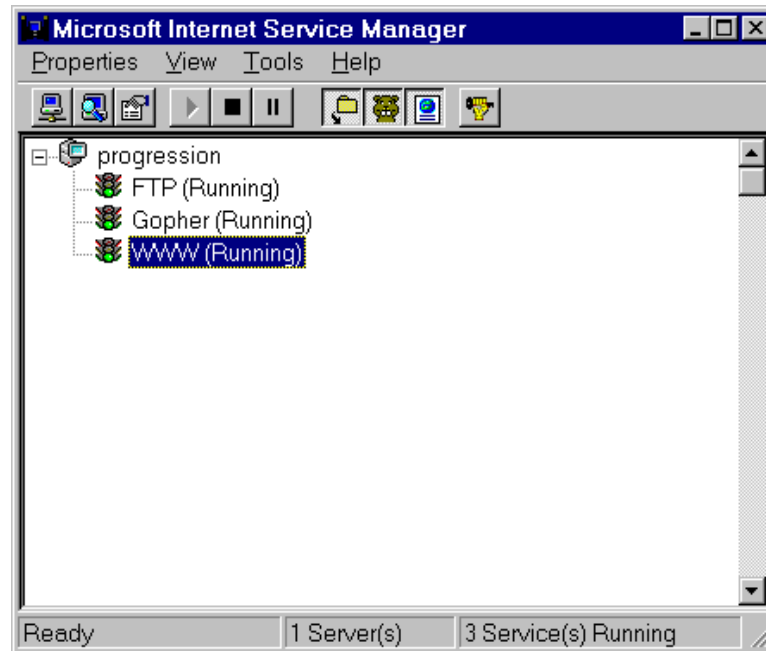 Microsoft Internet Service Manager
Properties View Tools Help
progression
FTP (Running)
Gopher (Running)
WWW (Running)
Ready 1 Server(s) 3 Service(s) Running